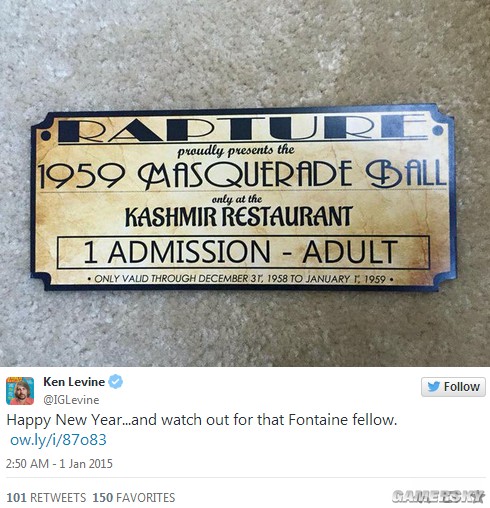 RAPTURE
proudly presents the
1959 MASQUERADE BALL
only at the
KASHMIR RESTAURANT
1 ADMISSION - ADULT
• ONLY VALID THROUGH DECEMBER 31, 1958 TO JANUARY 1, 1959 •
Ken Levine
@IGLevine
Follow
Happy New Year...and watch out for that Fontaine fellow.
ow.ly/i/87o83
2:50 AM - 1 Jan 2015
101 RETWEETS 150 FAVORITES
GAMERSKY